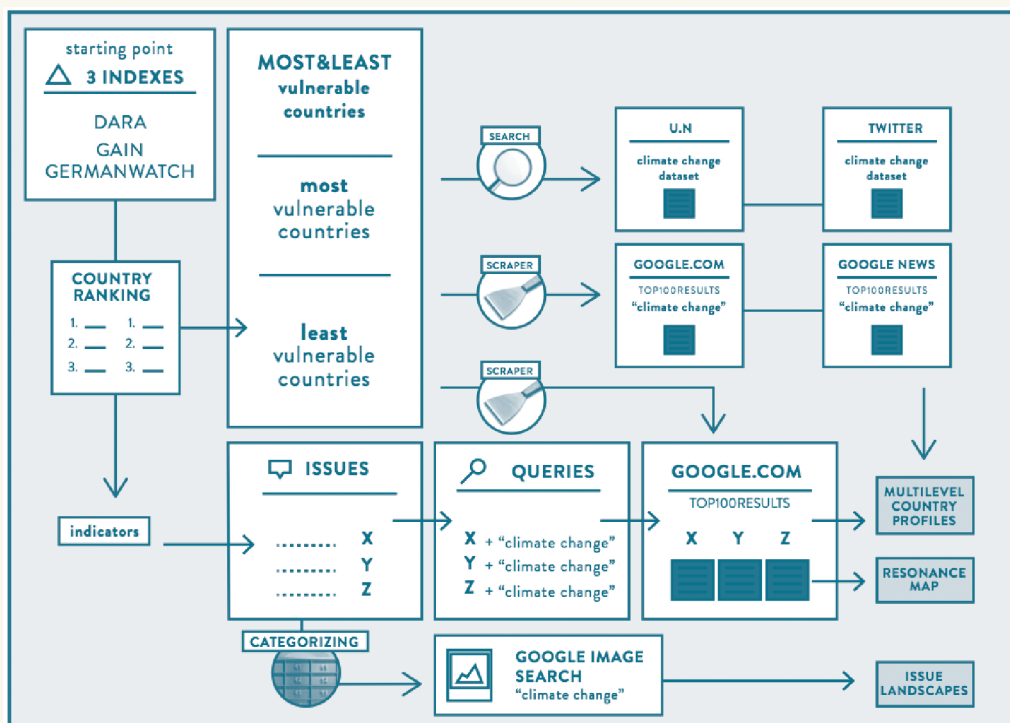 starting point
3 INDEXES
DARA
GAIN
GERMANWATCH
COUNTRY
RANKING
1. 1.
2. 2.
3. 3.
indicators
MOST&LEAST
vulnerable
countries
most
vulnerable
countries
least
vulnerable
countries
SEARCH
U.N
climate change
dataset
TWITTER
climate change
dataset
SCRAPER
GOOGLE.COM
TOP100RESULTS
“climate change”
GOOGLE NEWS
TOP100RESULTS
“climate change”
SCRAPER
ISSUES
X
Y
Z
QUERIES
X + “climate change”
Y + “climate change”
Z + “climate change”
GOOGLE.COM
TOP100RESULTS
X Y Z
MULTILEVEL
COUNTRY
PROFILES
RESONANCE
MAP
CATEGORIZING
GOOGLE IMAGE
SEARCH
“climate change”
ISSUE
LANDSCAPES